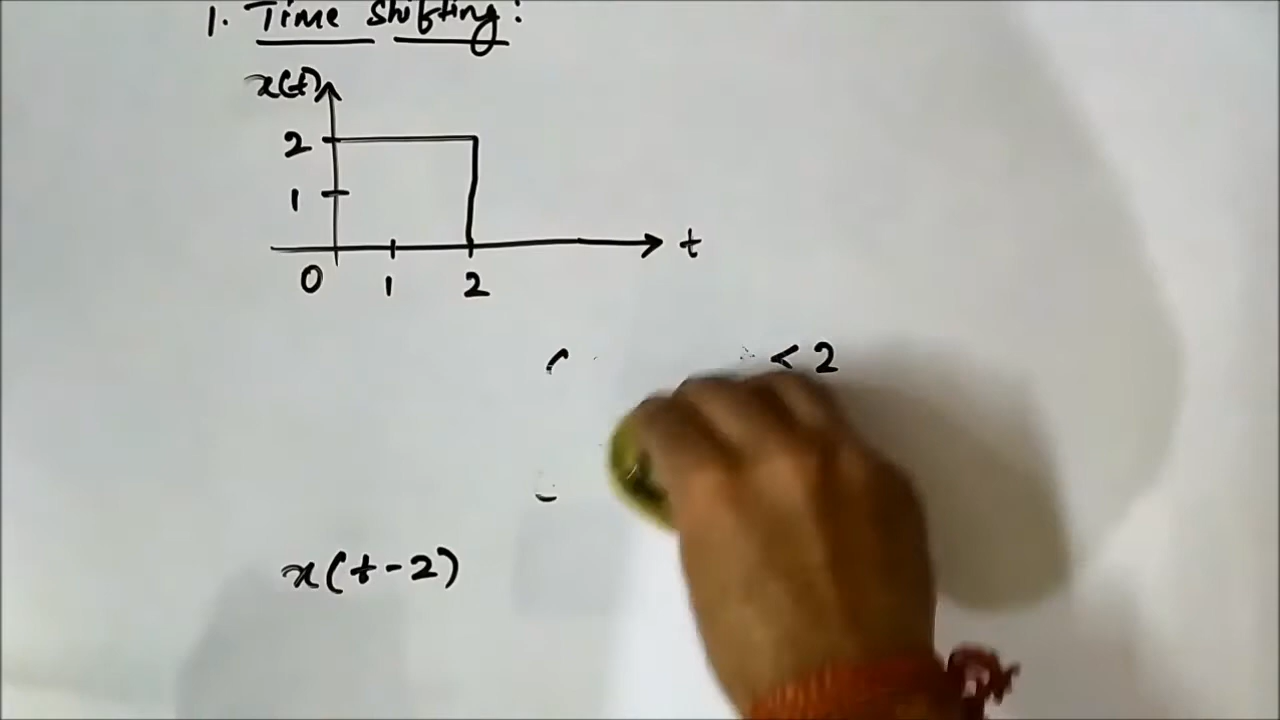 1. Time Shifting:
x(t)
2
1
t
0 1 2
< 2
x(t-2)